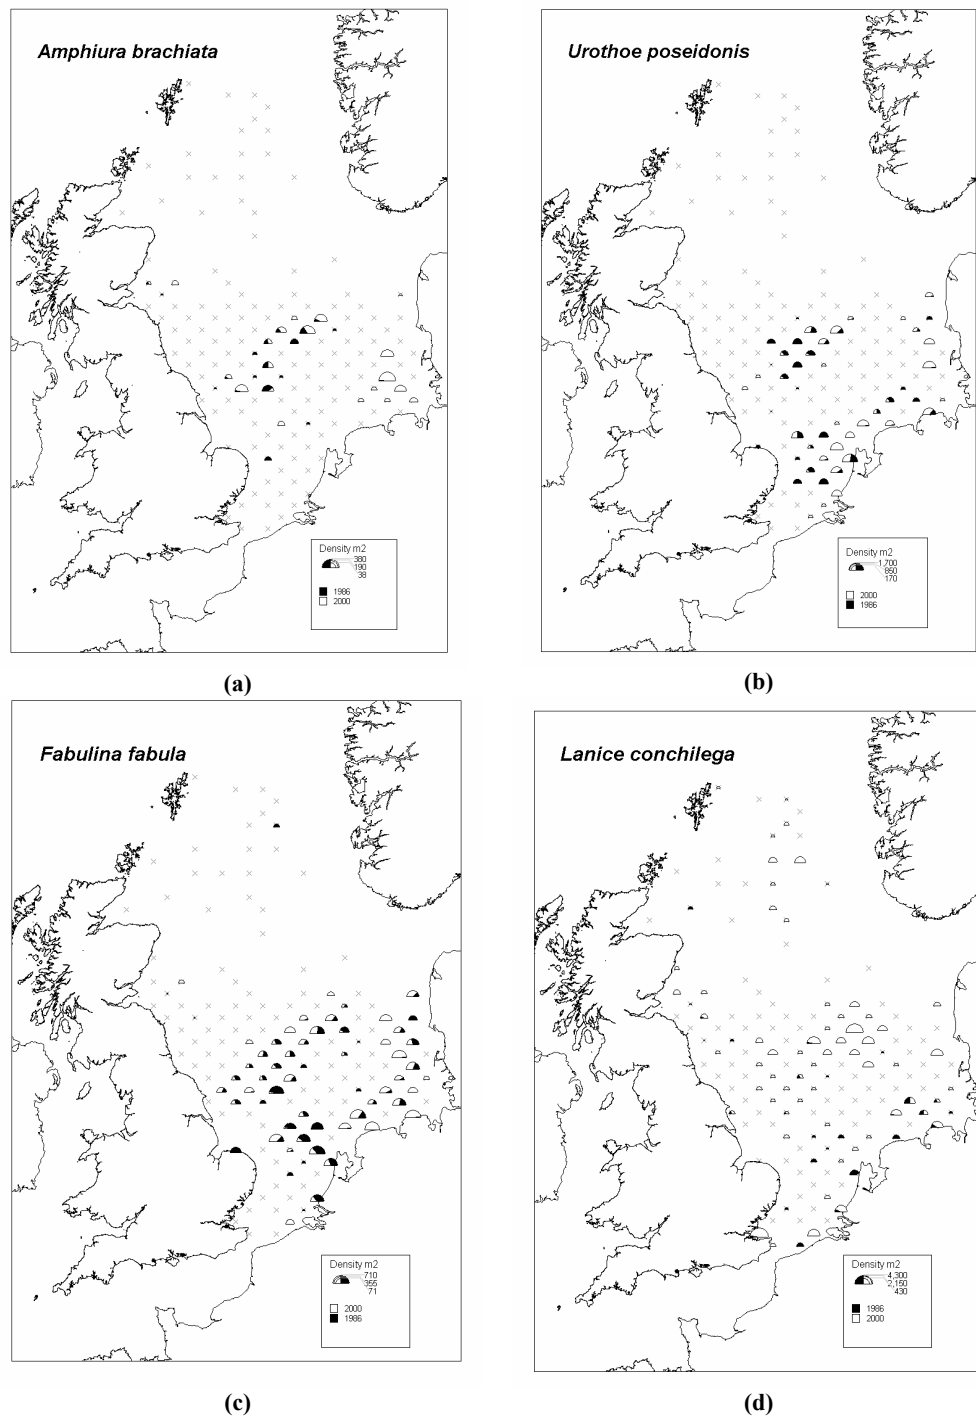 Amphiura brachiata
Density m2
380
190
38
1986
2000
(a)
Urothoe poseidonis
Density m2
1,700
850
170
2000
1986
(b)
Fabulina fabula
Density m2
710
355
71
2000
1986
(c)
Lanice conchilega
Density m2
4,300
2,150
430
1986
2000
(d)